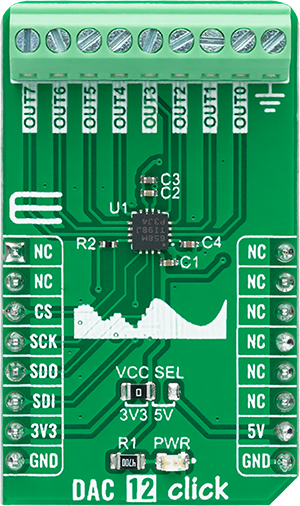 OUT7 OUT6 OUT5 OUT4 OUT3 OUT2 OUT1 OUT0
C3
C2
U1
R2
C4
C1
NC NC
NC NC
CS NC
SCK NC
SDO NC
SDI NC
3V3 5V
GND GND
VCC SEL
0
3V3 5V
R1 PWR
DAC 12 click